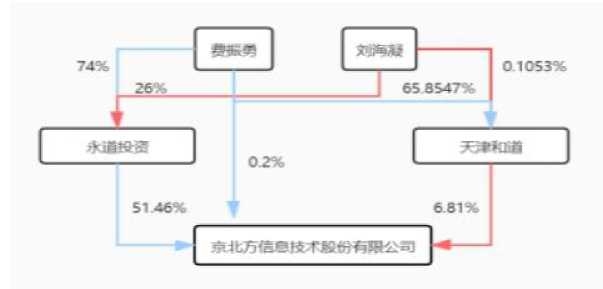 费振勇
刘海凝
74%
26%
65.8547%
0.1053%
永道投资
天津和道
0.2%
51.46%
6.81%
京北方信息技术股份有限公司